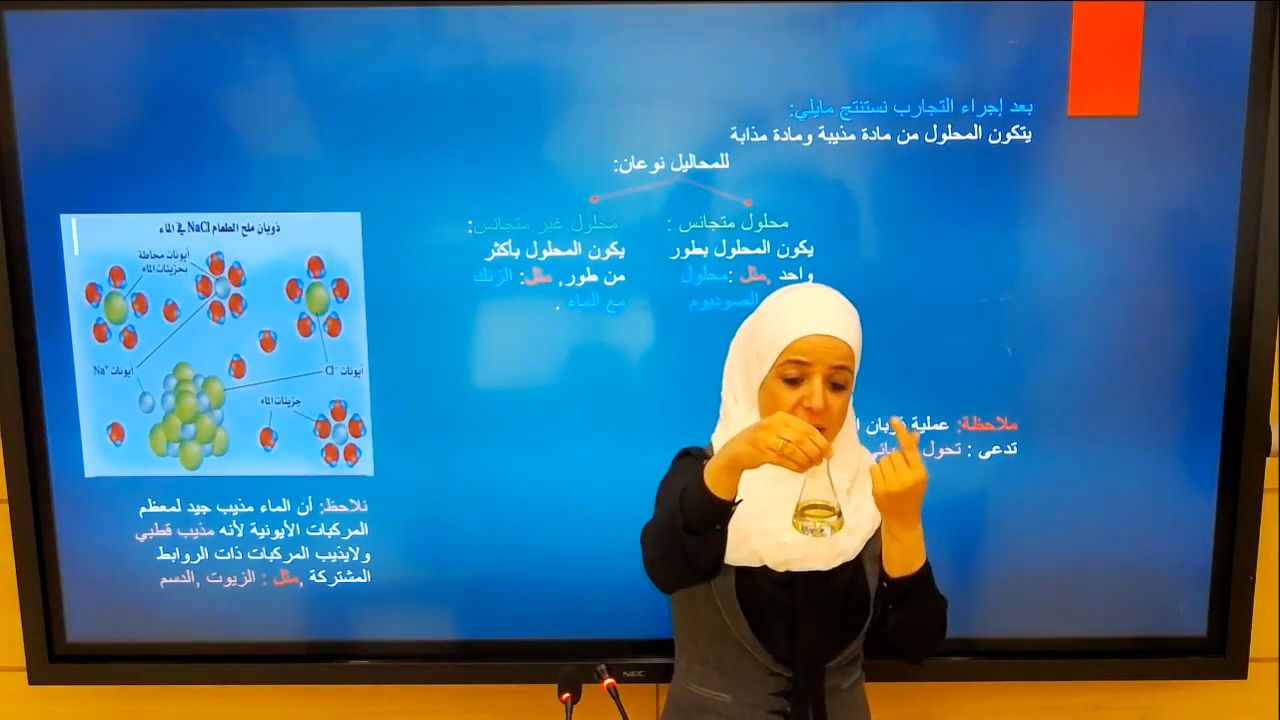 بعد إجراء التجارب نستنتج مايلي:
يتكون المحلول من مادة مذيبة ومادة مذابة
للمحاليل نوعان:
محلول متجانس :
يكون المحلول بطور
واحد ,مثل :محلول
الصوديوم
محلول غير متجانس:
يكون المحلول بأكثر
من طور, مثل: الزئك
مع الماء .
ملاحظة: عملية ذوبان
تدعى : تحول
ذوبان ملح الطعام NaCl في الماء
أيونات محاطة
بجزيئات الماء
أيونات Na⁺
أيونات Cl⁻
جزيئات الماء
نلاحظ: أن الماء مذيب جيد لمعظم
المركبات الأيونية لأنه مذيب قطبي
ولايذيب المركبات ذات الروابط
المشتركة ,مثل : الزيوت ,الدسم
NEC